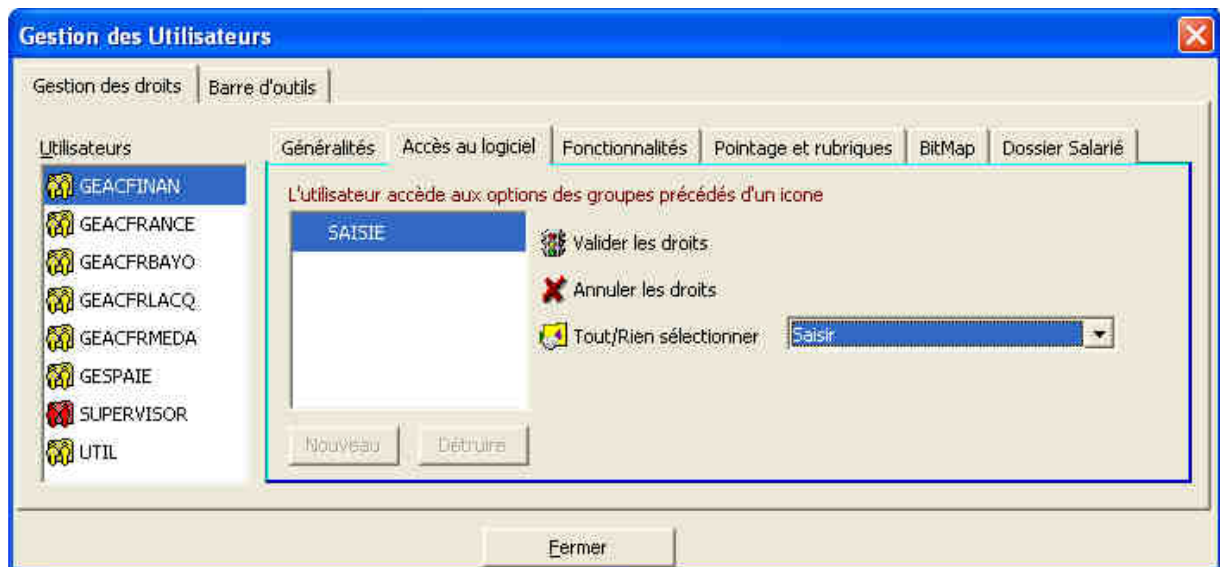 Gestion des Utilisateurs
Gestion des droits Barre d'outils
Utilisateurs
Généralités Accès au logiciel Fonctionnalités Pointage et rubriques BitMap Dossier Salarié
GEACFINAN
GEACFRANCE
GEACFRBAYO
GEACFRLACQ
GEACFRMEDA
GESPAIE
SUPERVISOR
UTIL
L'utilisateur accède aux options des groupes précédés d'un icone
SAISIE
Valider les droits
Annuler les droits
Tout/Rien sélectionner Saisir
Nouveau Détruire
Fermer